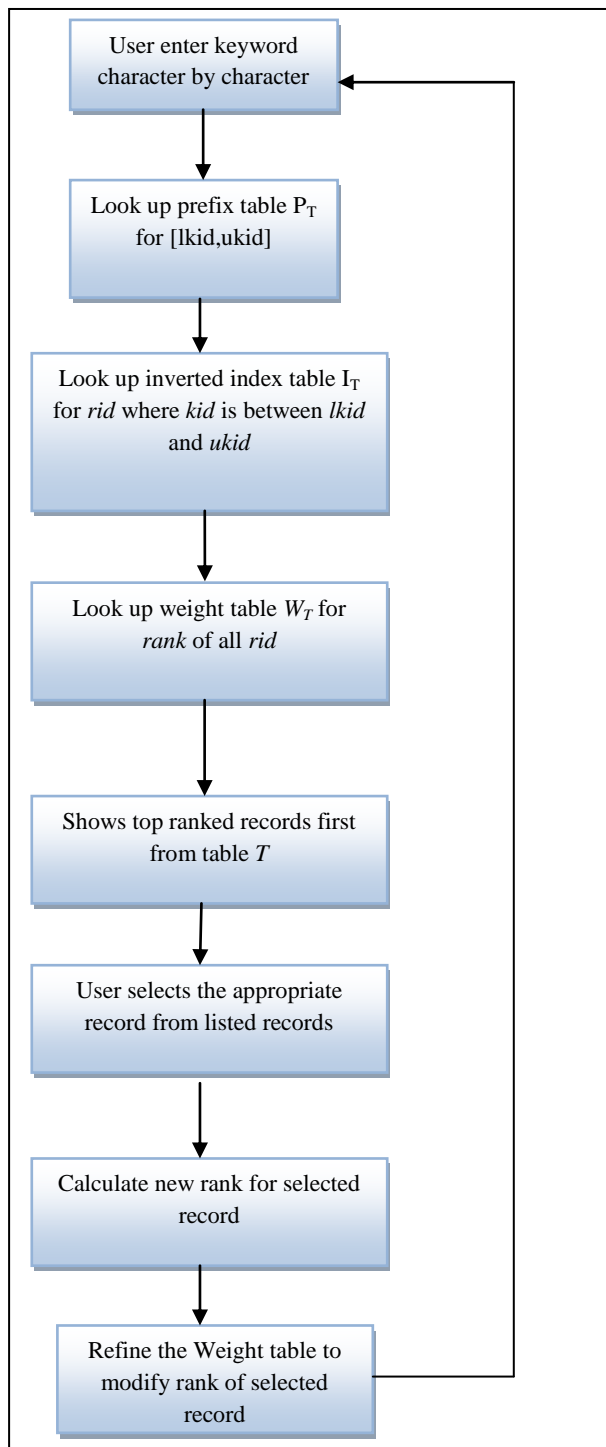 User enter keyword
character by character
Look up prefix table P_T
for [lkid,ukid]
Look up inverted index table I_T
for rid where kid is between lkid
and ukid
Look up weight table W_T for
rank of all rid
Shows top ranked records first
from table T
User selects the appropriate
record from listed records
Calculate new rank for selected
record
Refine the Weight table to
modify rank of selected
record